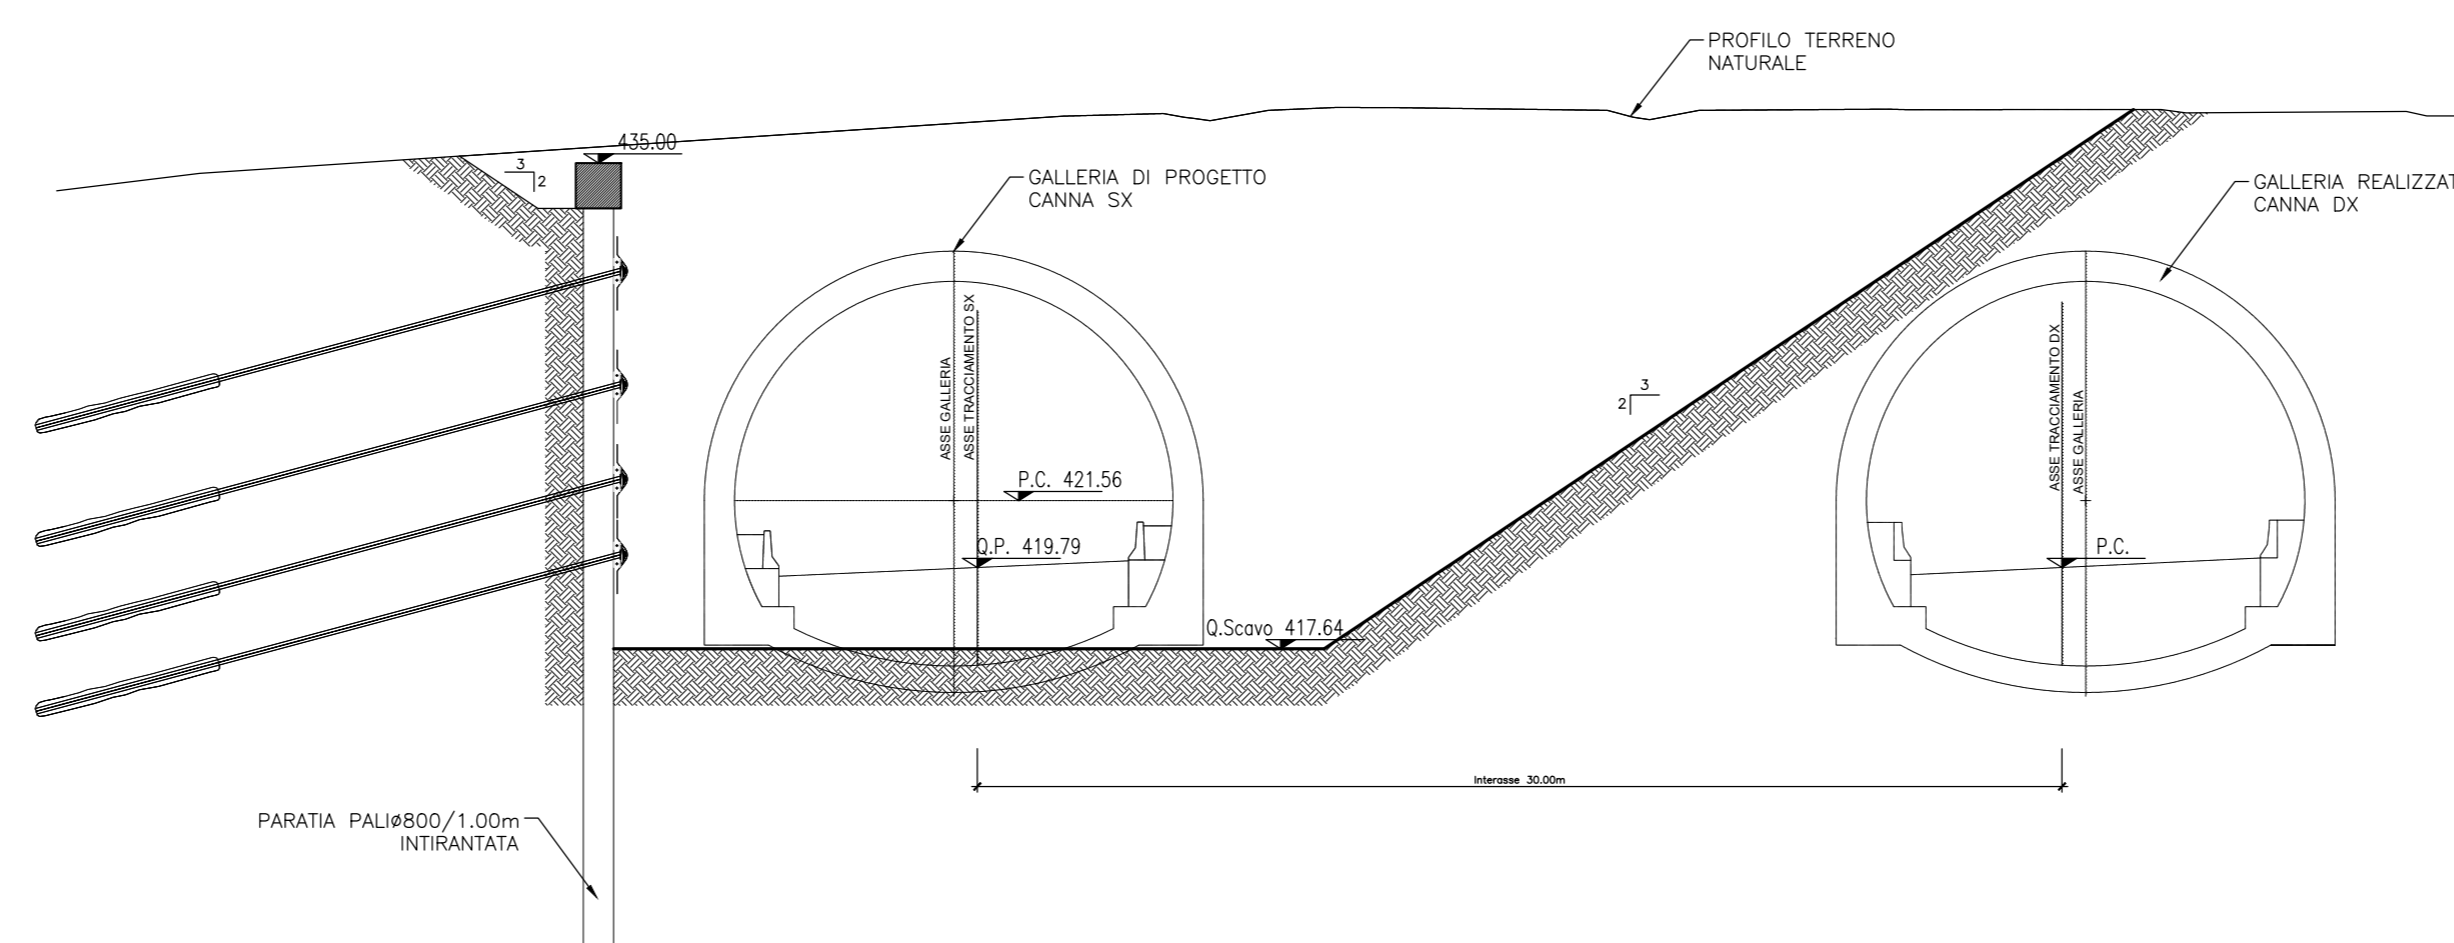 PROFILO TERRENO
NATURALE
435.00
3
2
GALLERIA DI PROGETTO
CANNA SX
GALLERIA REALIZZAT
CANNA DX
ASSE GALLERIA
ASSE TRACCIAMENTO SX
ASSE TRACCIAMENTO DX
ASSE GALLERIA
3
2
P.C. 421.56
Q.P. 419.79
P.C.
Q.Scavo 417.64
Interasse 30.00m
PARATIA PALIø800/1.00m
INTIRANTATA